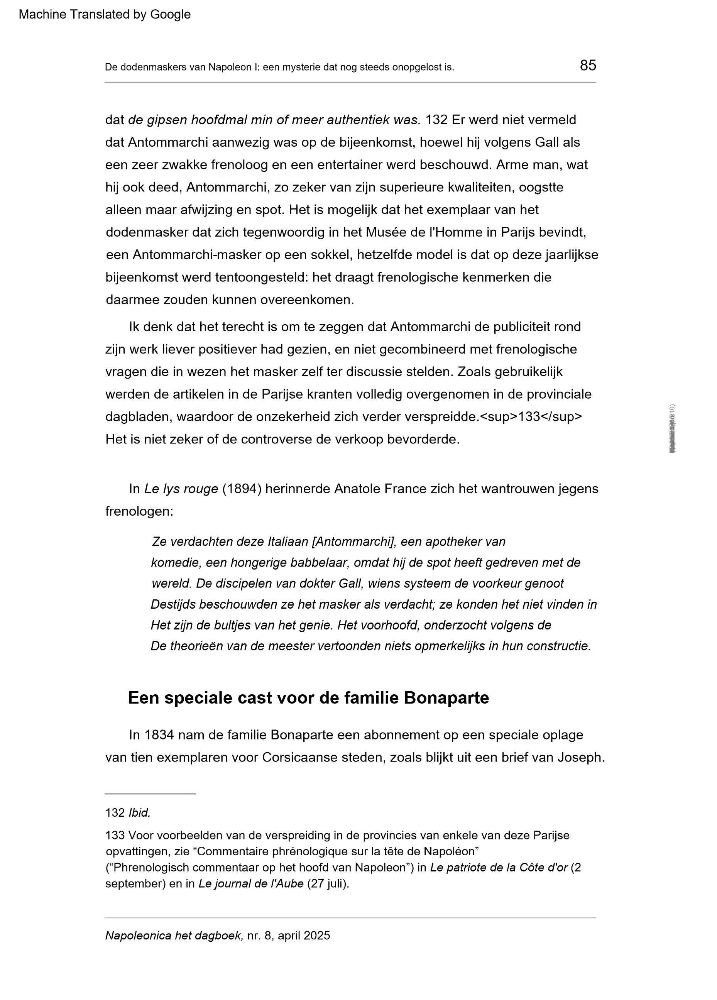 Machine Translated by Google
De dodenmaskers van Napoleon I: een mysterie dat nog steeds onopgelost is.
85
dat de gipsen hoofdmal min of meer authentiek was. 132 Er werd niet vermeld
dat Antommarchi aanwezig was op de bijeenkomst, hoewel hij volgens Gall als
een zeer zwakke frenoloog en een entertainer werd beschouwd. Arme man, wat
hij ook deed, Antommarchi, zo zeker van zijn superieure kwaliteiten, oogstte
alleen maar afwijzing en spot. Het is mogelijk dat het exemplaar van het
dodenmasker dat zich tegenwoordig in het Musée de l'Homme in Parijs bevindt,
een Antommarchi-masker op een sokkel, hetzelfde model is dat op deze jaarlijkse
bijeenkomst werd tentoongesteld: het draagt frenologische kenmerken die
daarmee zouden kunnen overeenkomen.
Ik denk dat het terecht is om te zeggen dat Antommarchi de publiciteit rond
zijn werk liever positiever had gezien, en niet gecombineerd met frenologische
vragen die in wezen het masker zelf ter discussie stelden. Zoals gebruikelijk
werden de artikelen in de Parijse kranten volledig overgenomen in de provinciale
dagbladen, waardoor de onzekerheid zich verder verspreidde.<sup>133</sup>
Het is niet zeker of de controverse de verkoop bevorderde.
In Le lys rouge (1894) herinnerde Anatole France zich het wantrouwen jegens
frenologen:
Ze verdachten deze Italiaan [Antommarchi], een apotheker van
komedie, een hongerige babbelaar, omdat hij de spot heeft gedreven met de
wereld. De discipelen van dokter Gall, wiens systeem de voorkeur genoot
Destijds beschouwden ze het masker als verdacht; ze konden het niet vinden in
Het zijn de bultjes van het genie. Het voorhoofd, onderzocht volgens de
De theorieën van de meester vertoonden niets opmerkelijks in hun constructie.
Een speciale cast voor de familie Bonaparte
In 1834 nam de familie Bonaparte een abonnement op een speciale oplage
van tien exemplaren voor Corsicaanse steden, zoals blijkt uit een brief van Joseph.
132 Ibid.
133 Voor voorbeelden van de verspreiding in de provincies van enkele van deze Parijse
opvattingen, zie “Commentaire phrénologique sur la tête de Napoléon”
(“Phrenologisch commentaar op het hoofd van Napoleon”) in Le patriote de la Côte d'or (2
september) en in Le journal de l'Aube (27 juli).
Napoleonica het dagboek, nr. 8, april 2025